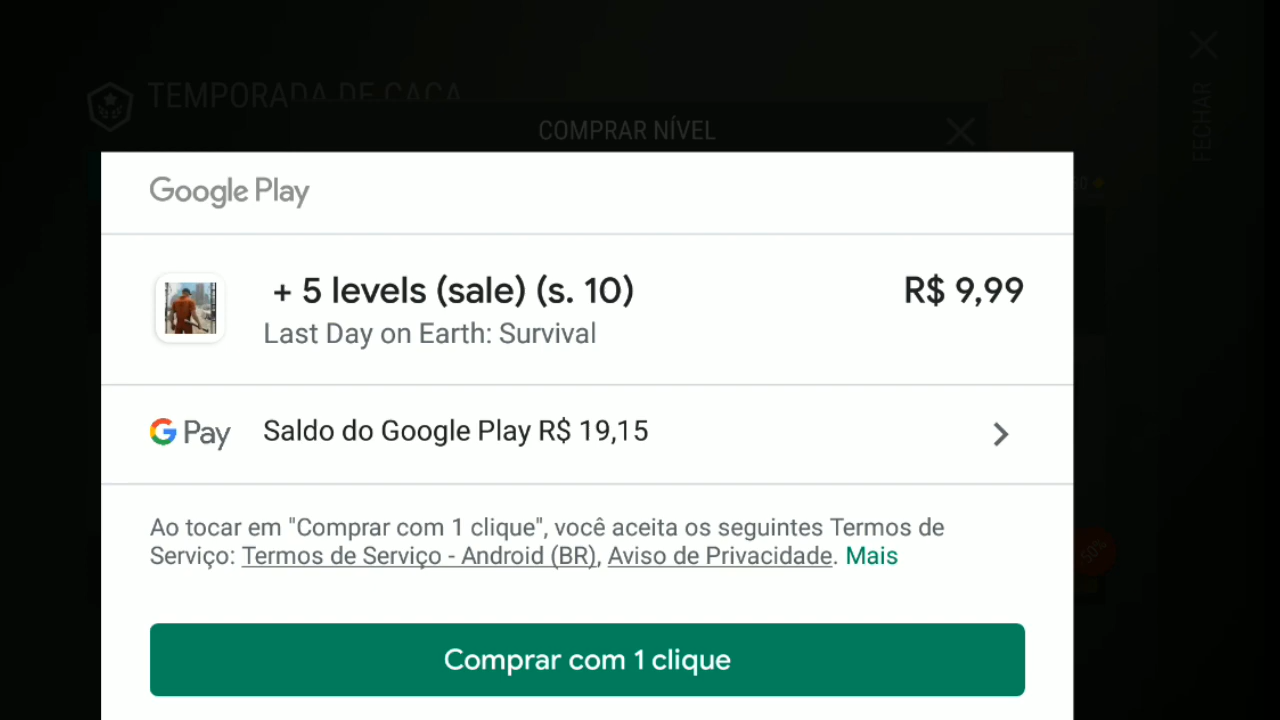 TEMPORADA DE CAÇA
FECHAR
COMPRAR NÍVEL
Google Play
+ 5 levels (sale) (s. 10)
R$ 9,99
Last Day on Earth: Survival
G Pay
Saldo do Google Play R$ 19,15
Ao tocar em "Comprar com 1 clique", você aceita os seguintes Termos de
Serviço: Termos de Serviço - Android (BR), Aviso de Privacidade. Mais
50%
Comprar com 1 clique